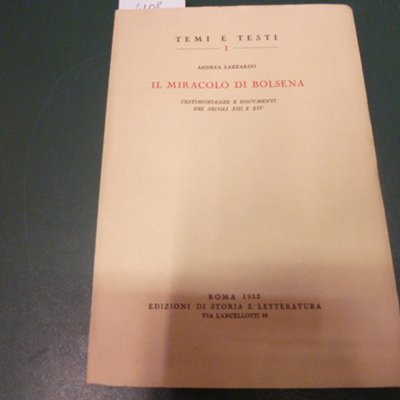 TEMI E TESTI
1
ANDREA LAZZARINI
IL MIRACOLO DI BOLSENA
TESTIMONIANZE E DOCUMENTI
DEI SECOLI XIII E XIV
ROMA 1952
EDIZIONI DI STORIA E LETTERATURA
VIA LANCELLOTTI 18